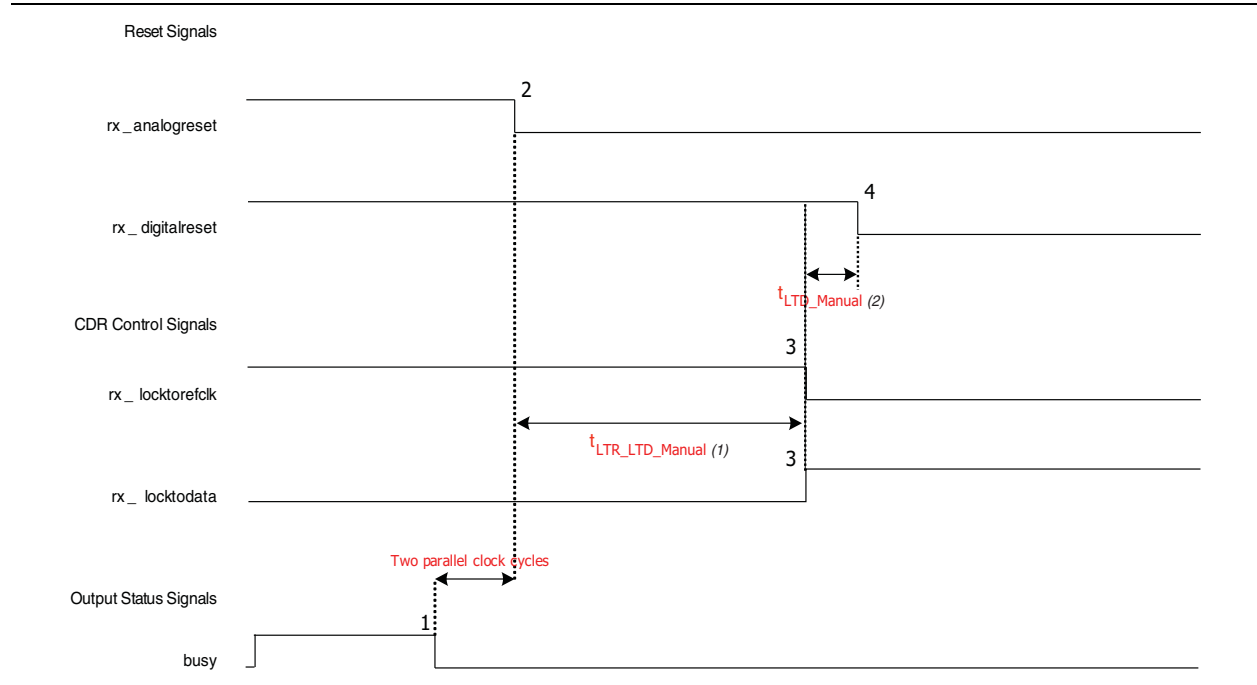 Reset Signals
2
rx _analogreset
4
rx _ digitalreset
tLTD_Manual (2)
CDR Control Signals
3
rx _ locktorefclk
tLTR_LTD_Manual (1)
3
rx _ locktodata
Two parallel clock cycles
Output Status Signals
1
busy